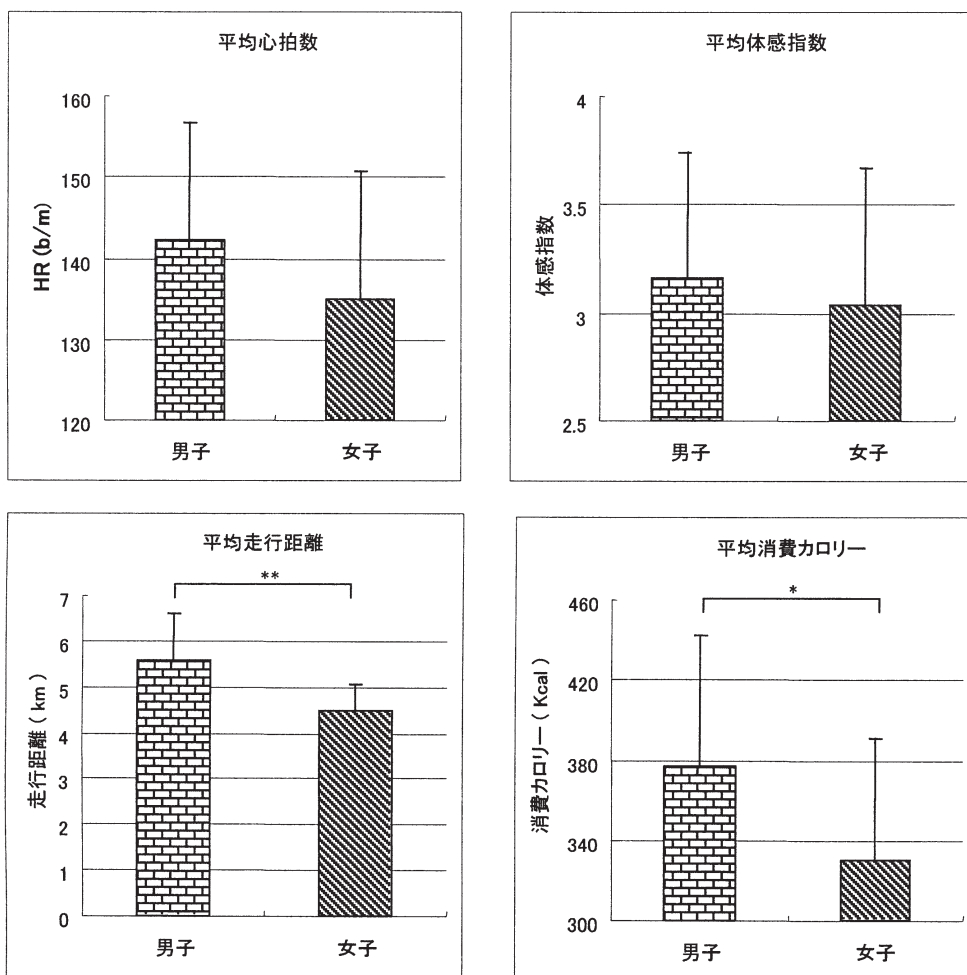 平均心拍数
HR (b/m)
160
150
140
130
120
男子
女子
平均体感指数
体感指数
4
3.5
3
2.5
男子
女子
平均走行距離
**
走行距離 ( km )
7
6
5
4
3
2
1
0
男子
女子
平均消費カロリー
*
消費カロリー ( Kcal )
460
420
380
340
300
男子
女子